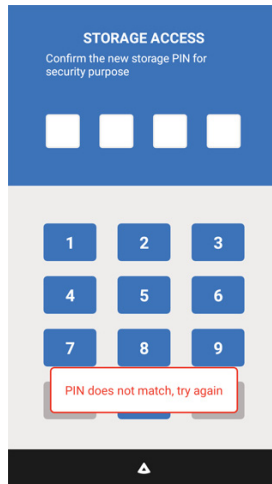 STORAGE ACCESS
Confirm the new storage PIN for
security purpose
1 2 3
4 5 6
7 8 9
PIN does not match, try again